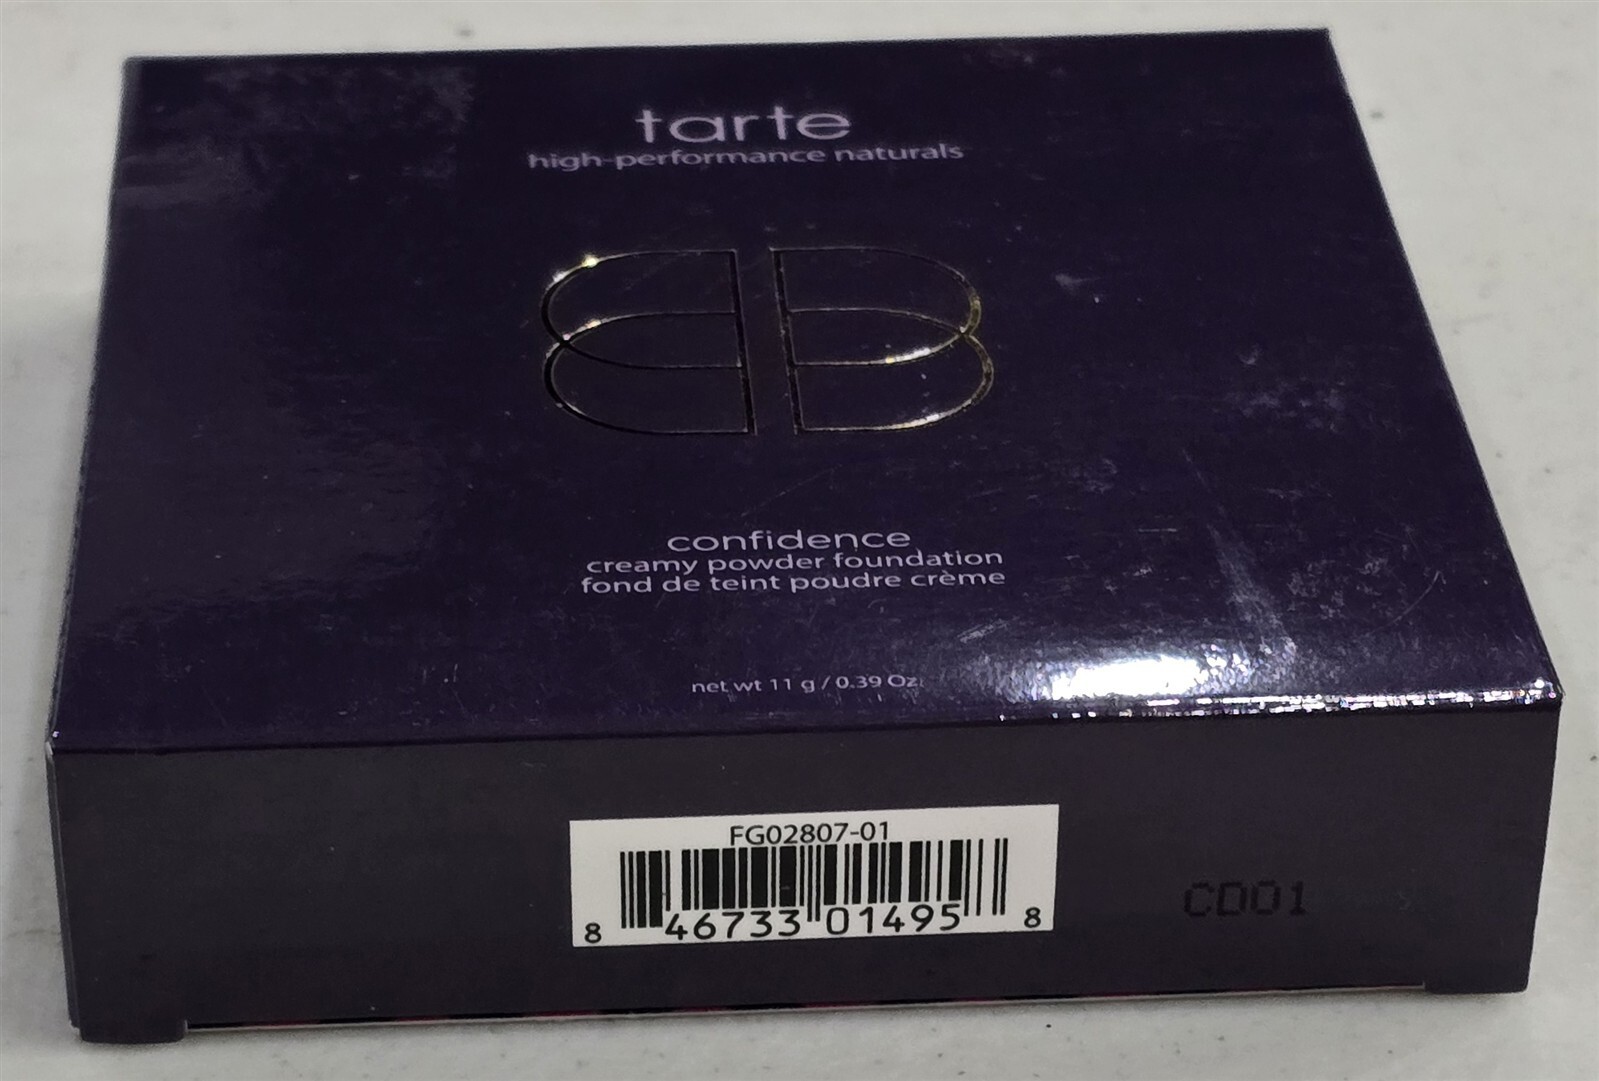 tarte
high-performance naturals
confidence
creamy powder foundation
fond de teint poudre crème
net wt 11 g / 0.39 Oz.
FG02807-01
8 46733 01495 8
CD01